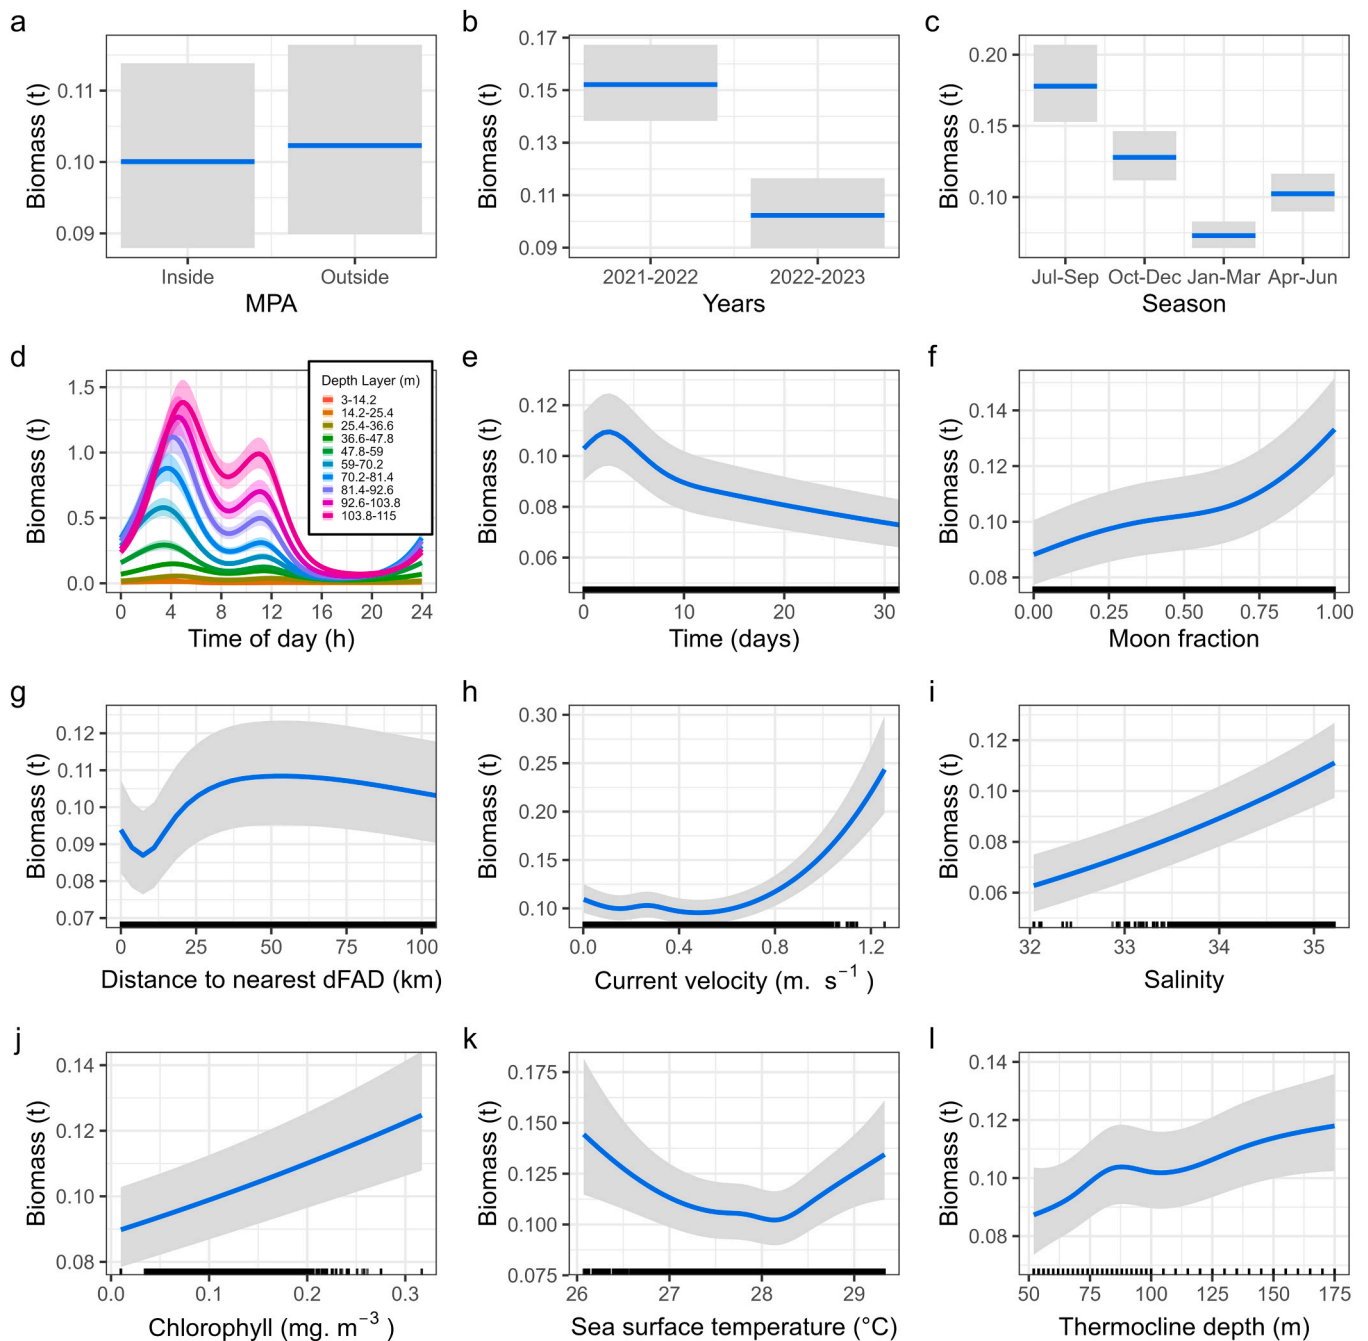 a
Biomass (t)
0.11
0.10
0.09
Inside Outside
MPA
b
Biomass (t)
0.17
0.15
0.13
0.11
0.09
2021-2022 2022-2023
Years
c
Biomass (t)
0.20
0.15
0.10
Jul-Sep Oct-Dec Jan-Mar Apr-Jun
Season
d
Biomass (t)
1.5
1.0
0.5
0.0
Depth Layer (m)
3-14.2
14.2-25.4
25.4-36.6
36.6-47.8
47.8-59
59-70.2
70.2-81.4
81.4-92.6
92.6-103.8
103.8-115
0 4 8 12 16 20 24
Time of day (h)
e
Biomass (t)
0.12
0.10
0.08
0.06
0 10 20 30
Time (days)
f
Biomass (t)
0.14
0.12
0.10
0.08
0.00 0.25 0.50 0.75 1.00
Moon fraction
g
Biomass (t)
0.12
0.11
0.10
0.09
0.08
0.07
0 25 50 75 100
Distance to nearest dFAD (km)
h
Biomass (t)
0.30
0.25
0.20
0.15
0.10
0.0 0.4 0.8 1.2
Current velocity (m. s⁻¹ )
i
Biomass (t)
0.12
0.10
0.08
0.06
32 33 34 35
Salinity
j
Biomass (t)
0.14
0.12
0.10
0.08
0.0 0.1 0.2 0.3
Chlorophyll (mg. m⁻³ )
k
Biomass (t)
0.175
0.150
0.125
0.100
0.075
26 27 28 29
Sea surface temperature (°C)
l
Biomass (t)
0.14
0.12
0.10
0.08
50 75 100 125 150 175
Thermocline depth (m)